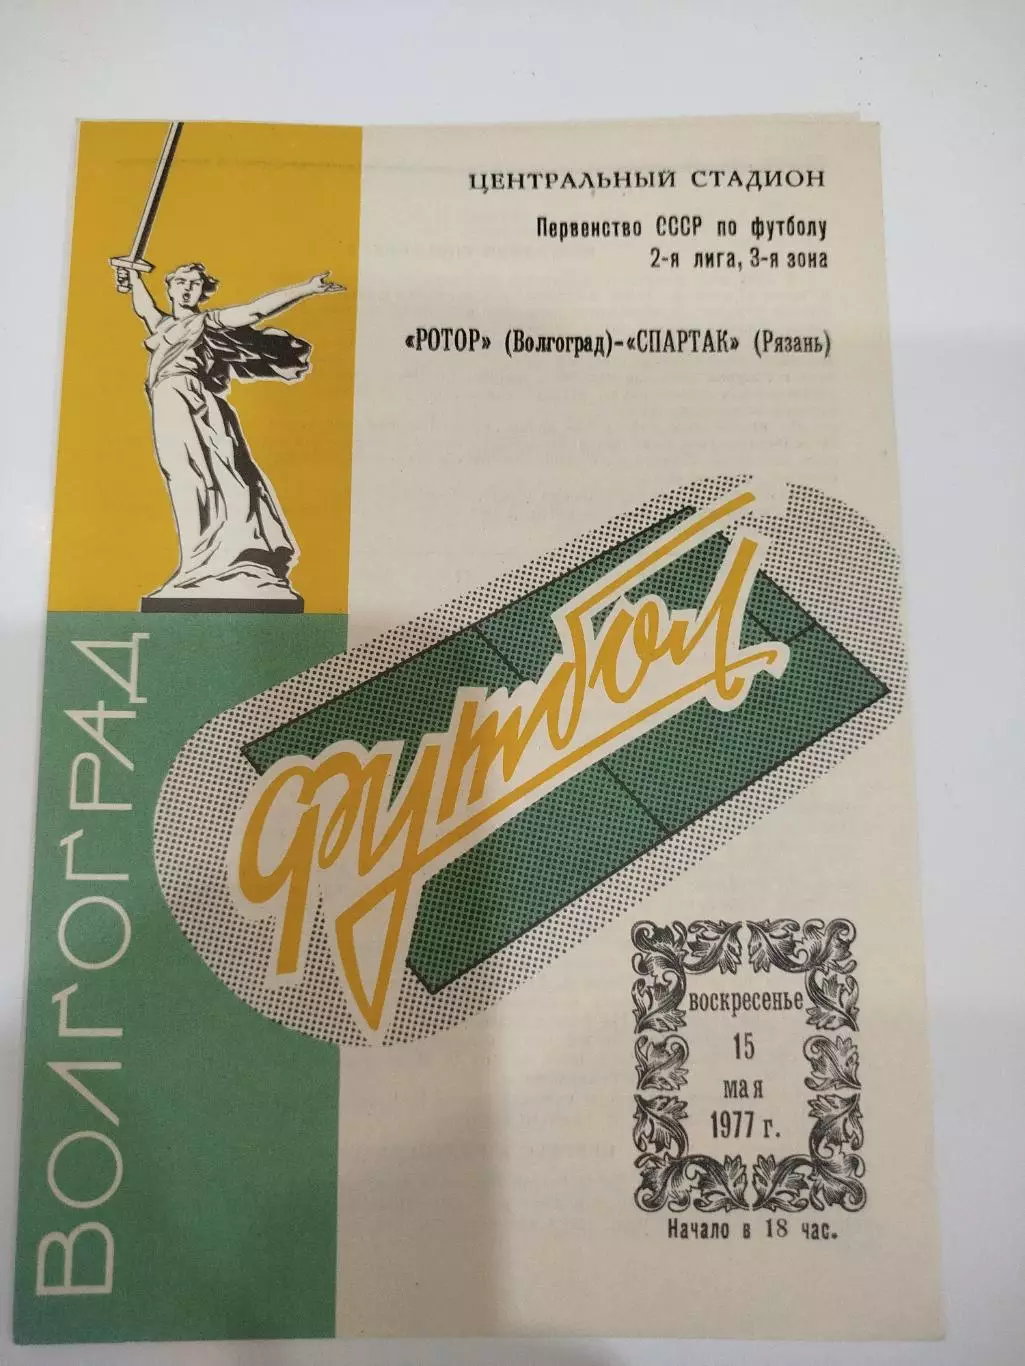 ЦЕНТРАЛЬНЫЙ СТАДИОН
Первенство СССР по футболу
2-я лига, 3-я зона
«РОТОР» (Волгоград)-«СПАРТАК» (Рязань)
футбол
ВОЛГОГРАД
воскресенье
15
мая
1977 г.
Начало в 18 час.